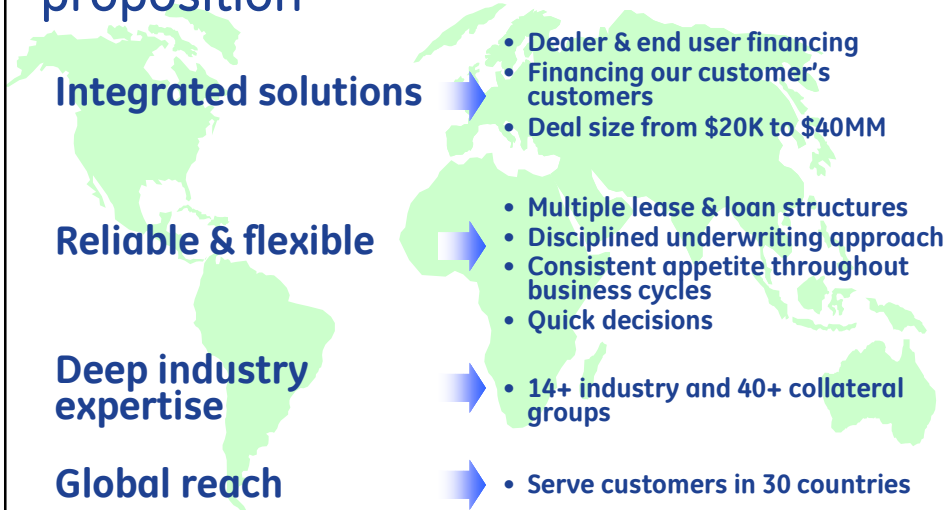 proposition
Integrated solutions
• Dealer & end user financing
• Financing our customer's
customers
• Deal size from $20K to $40MM
Reliable & flexible
• Multiple lease & loan structures
• Disciplined underwriting approach
• Consistent appetite throughout
business cycles
• Quick decisions
Deep industry
expertise
• 14+ industry and 40+ collateral
groups
Global reach
• Serve customers in 30 countries